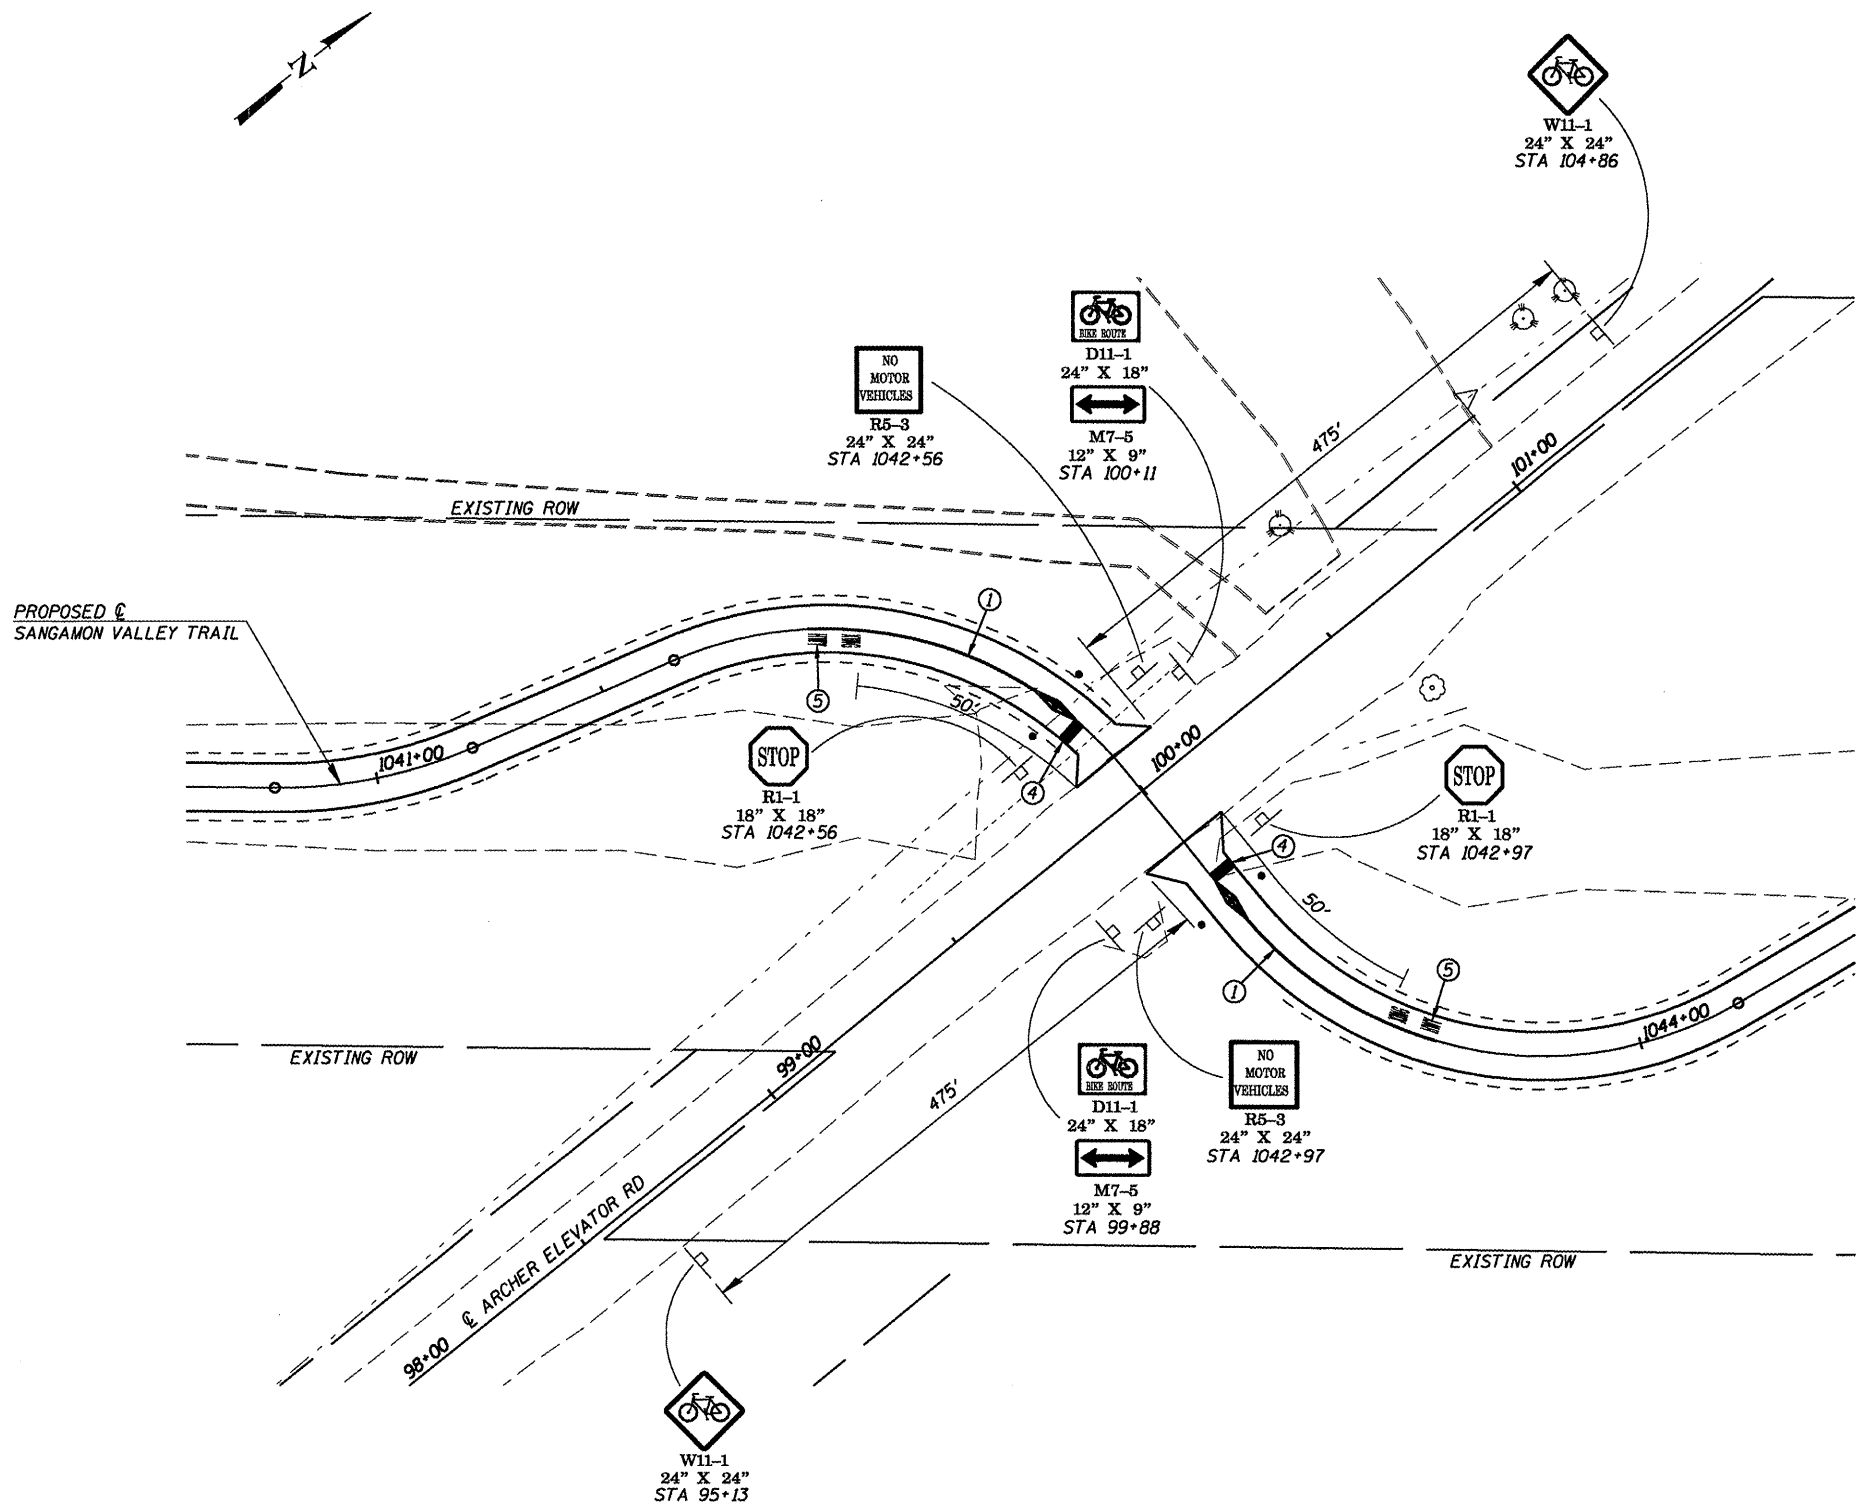 N
W11-1
24" X 24"
STA 104+86
BIKE ROUTE
D11-1
24" X 18"
M7-5
12" X 9"
STA 100+11
NO
MOTOR
VEHICLES
R5-3
24" X 24"
STA 1042+56
475'
101+00
EXISTING ROW
PROPOSED ℄
SANGAMON VALLEY TRAIL
1
5
50'
1041+00
STOP
R1-1
18" X 18"
STA 1042+56
4
100+00
STOP
R1-1
18" X 18"
STA 1042+97
4
50'
1
5
1044+00
EXISTING ROW
99+00
475'
BIKE ROUTE
D11-1
24" X 18"
M7-5
12" X 9"
STA 99+88
NO
MOTOR
VEHICLES
R5-3
24" X 24"
STA 1042+97
℄ ARCHER ELEVATOR RD
98+00
EXISTING ROW
W11-1
24" X 24"
STA 95+13